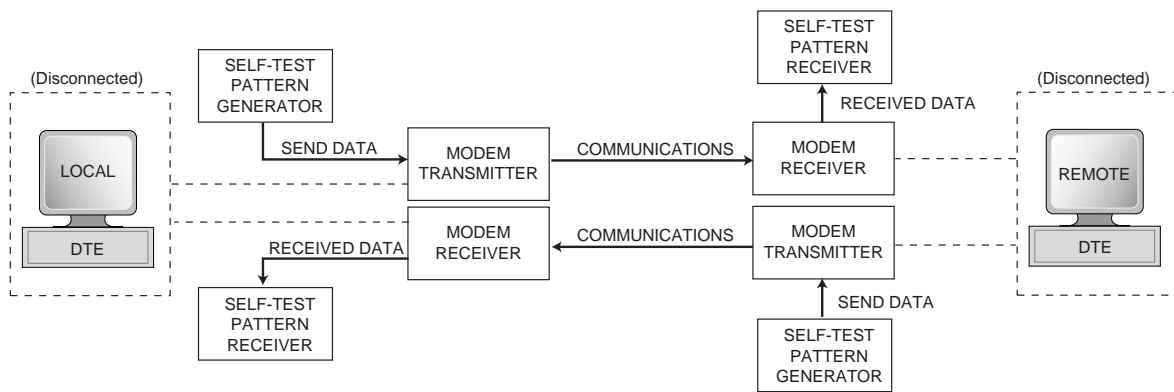 (Disconnected)
LOCAL
DTE
SELF-TEST
PATTERN
GENERATOR
SEND DATA
MODEM
TRANSMITTER
COMMUNICATIONS
MODEM
RECEIVER
RECEIVED DATA
SELF-TEST
PATTERN
RECEIVER
(Disconnected)
REMOTE
DTE
MODEM
RECEIVER
RECEIVED DATA
SELF-TEST
PATTERN
RECEIVER
COMMUNICATIONS
MODEM
TRANSMITTER
SEND DATA
SELF-TEST
PATTERN
GENERATOR